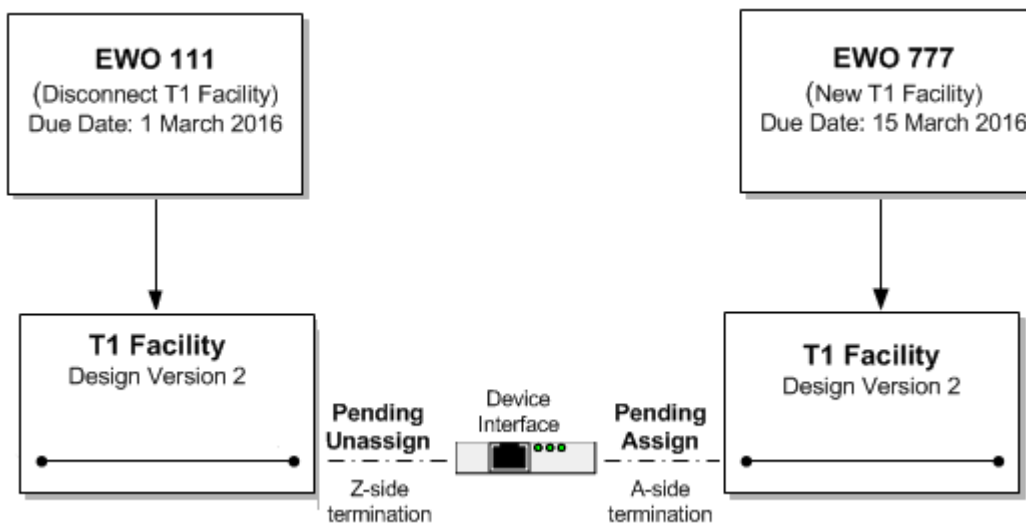 EWO 111
(Disconnect T1 Facility)
Due Date: 1 March 2016
EWO 777
(New T1 Facility)
Due Date: 15 March 2016
T1 Facility
Design Version 2
Pending
Unassign
Z-side
termination
Device
Interface
Pending
Assign
A-side
termination
T1 Facility
Design Version 2